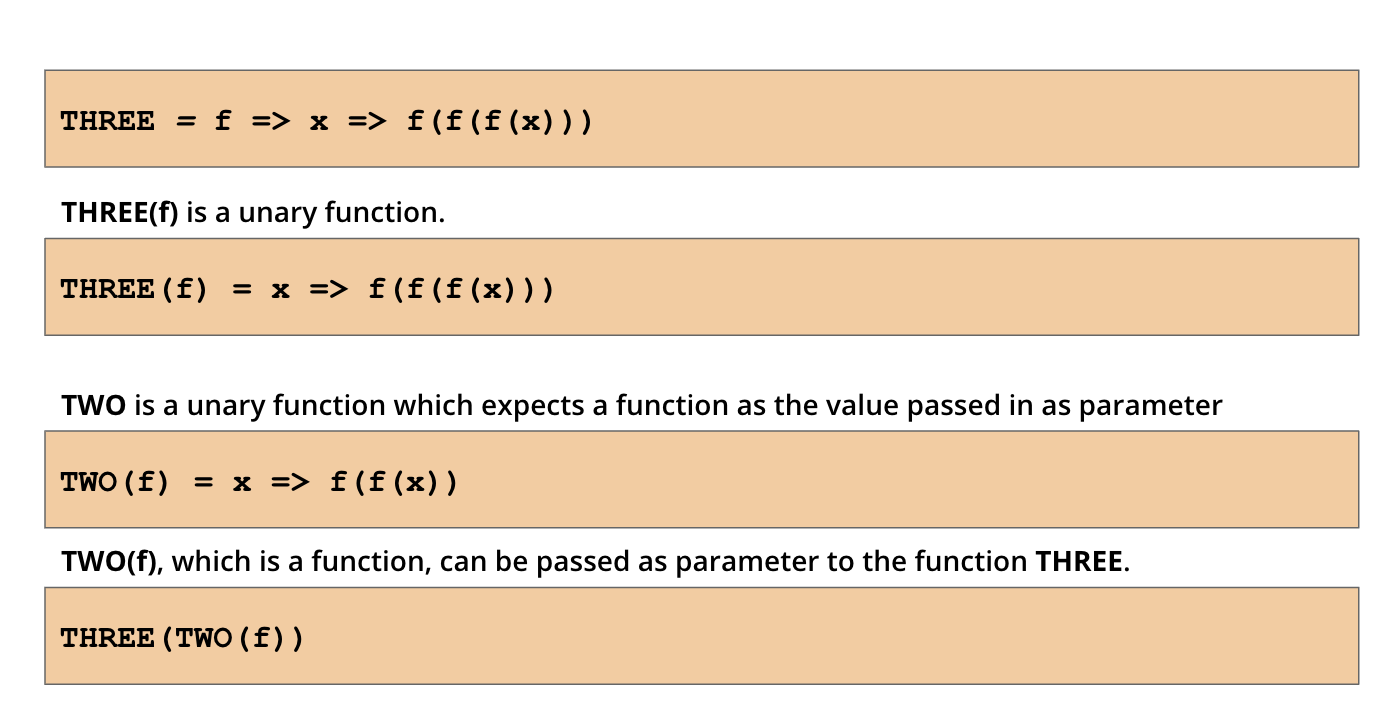 THREE = f => x => f(f(f(x)))
THREE(f) is a unary function.
THREE(f) = x => f(f(f(x)))
TWO is a unary function which expects a function as the value passed in as parameter
TWO(f) = x => f(f(x))
TWO(f), which is a function, can be passed as parameter to the function THREE.
THREE(TWO(f))